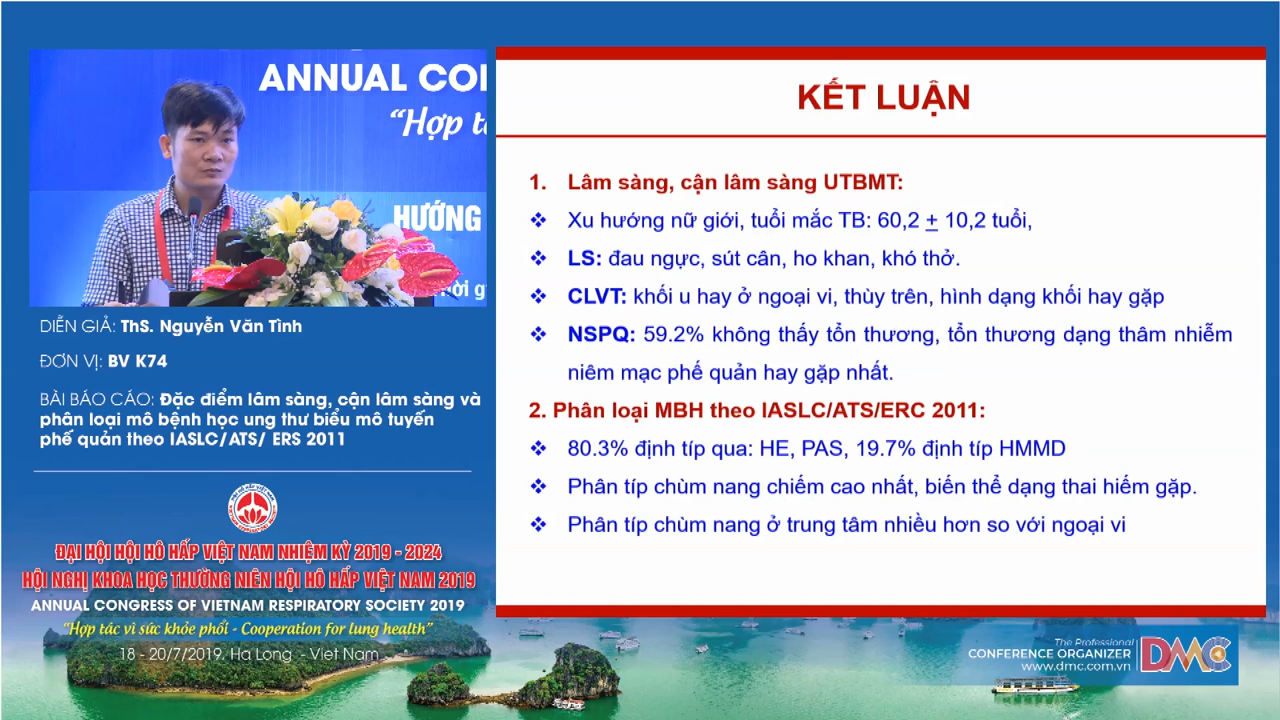 ANNUAL CO
“Hợp t
HƯỚNG
DIỄN GIẢ: ThS. Nguyễn Văn Tình
ĐƠN VỊ: BV K74
BÀI BÁO CÁO: Đặc điểm lâm sàng, cận lâm sàng và
phân loại mô bệnh học ung thư biểu mô tuyến
phế quản theo IASLC/ATS/ ERS 2011
ĐẠI HỘI HỘI HÔ HẤP VIỆT NAM NHIỆM KỲ 2019 - 2024
HỘI NGHỊ KHOA HỌC THƯỜNG NIÊN HỘI HÔ HẤP VIỆT NAM 2019
ANNUAL CONGRESS OF VIETNAM RESPIRATORY SOCIETY 2019
“Hợp tác vì sức khỏe phổi - Cooperation for lung health”
18 - 20/7/2019. Ha Long - Viet Nam
KẾT LUẬN
1. Lâm sàng, cận lâm sàng UTBMT:
❖ Xu hướng nữ giới, tuổi mắc TB: 60,2 ± 10,2 tuổi,
❖ LS: đau ngực, sút cân, ho khan, khó thở.
❖ CLVT: khối u hay ở ngoại vi, thùy trên, hình dạng khối hay gặp
❖ NSPQ: 59.2% không thấy tổn thương, tổn thương dạng thâm nhiễm
niêm mạc phế quản hay gặp nhất.
2. Phân loại MBH theo IASLC/ATS/ERC 2011:
❖ 80.3% định típ qua: HE, PAS, 19.7% định típ HMMD
❖ Phân típ chùm nang chiếm cao nhất, biến thể dạng thai hiếm gặp.
❖ Phân típ chùm nang ở trung tâm nhiều hơn so với ngoại vi
The Professional
CONFERENCE ORGANIZER
www.dmc.com.vn
DMC